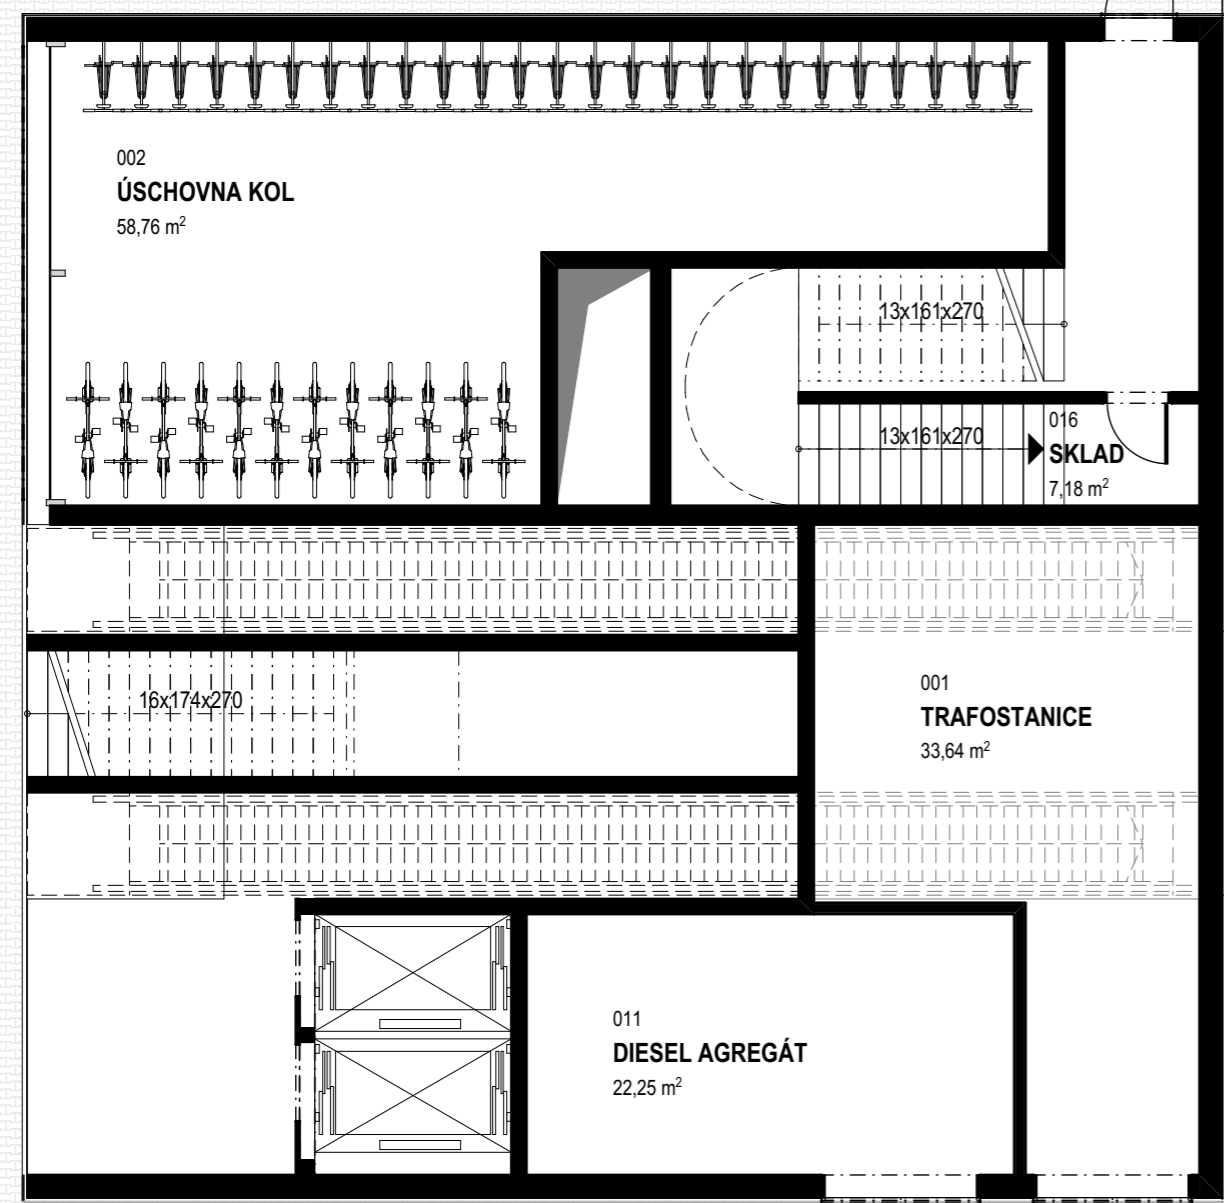 002
ÚSCHOVNA KOL
58,76 m²
13x161x270
13x161x270
016
SKLAD
7,18 m²
16x174x270
001
TRAFOSTANICE
33,64 m²
011
DIESEL AGREGÁT
22,25 m²